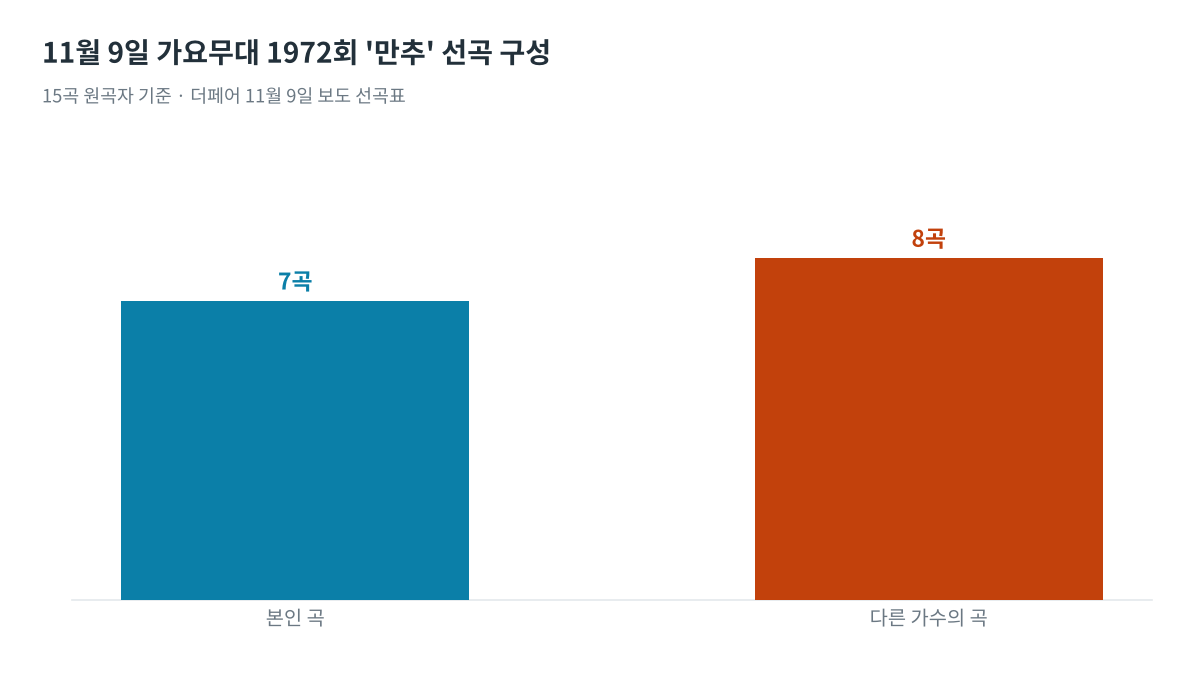 11월 9일 가요무대 1972회 '만추' 선곡 구성
15곡 원곡자 기준 · 더페어 11월 9일 보도 선곡표
7곡
8곡
본인 곡
다른 가수의 곡